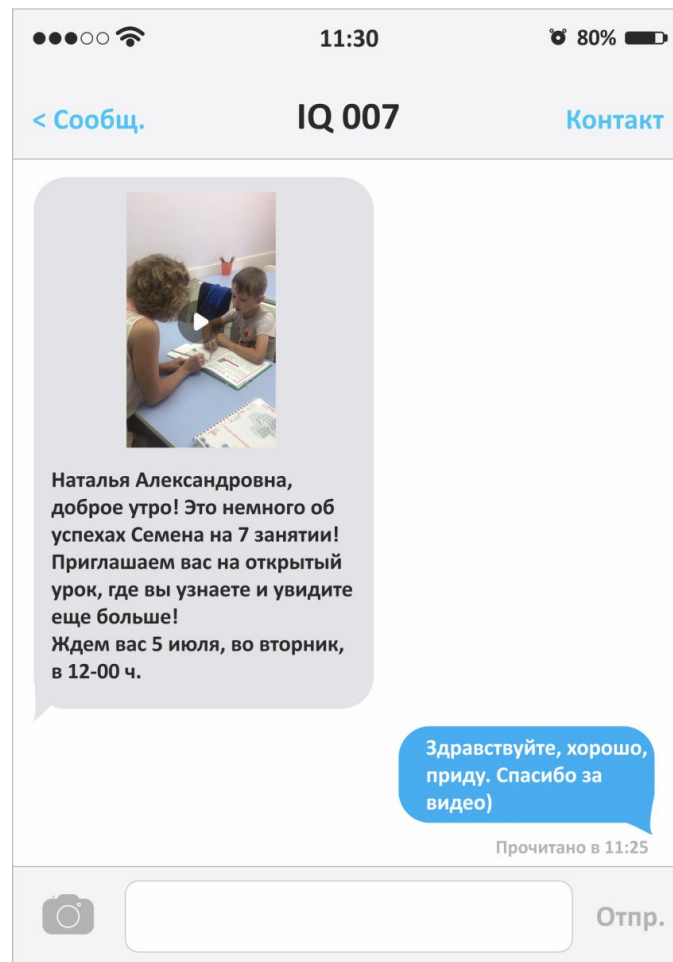 11:30
80%
< Сообщ.
IQ 007
Контакт
Наталья Александровна,
доброе утро! Это немного об
успехах Семена на 7 занятии!
Приглашаем вас на открытый
урок, где вы узнаете и увидите
еще больше!
Ждем вас 5 июля, во вторник,
в 12-00 ч.
Здравствуйте, хорошо,
приду. Спасибо за
видео)
Прочитано в 11:25
Отпр.